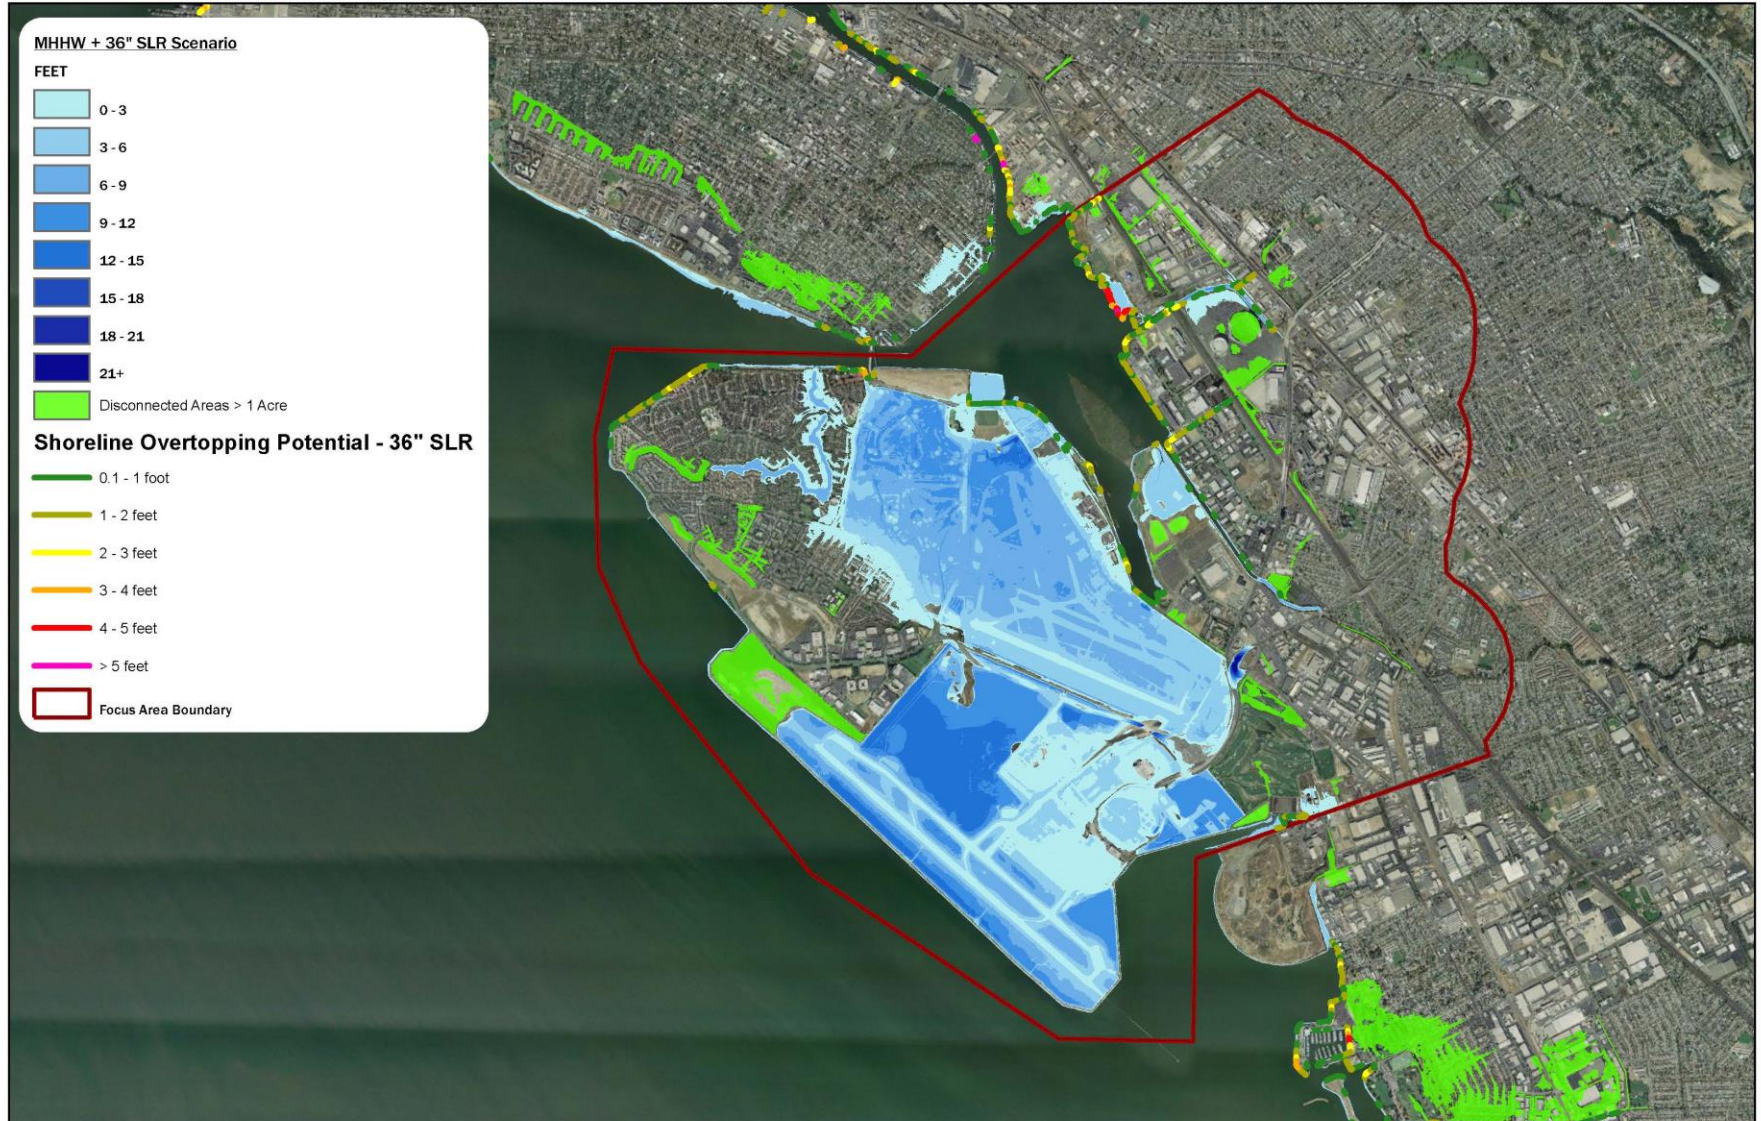 MHHW + 36" SLR Scenario
FEET
0 - 3
3 - 6
6 - 9
9 - 12
12 - 15
15 - 18
18 - 21
21+
Disconnected Areas > 1 Acre
Shoreline Overtopping Potential - 36" SLR
0.1 - 1 foot
1 - 2 feet
2 - 3 feet
3 - 4 feet
4 - 5 feet
> 5 feet
Focus Area Boundary